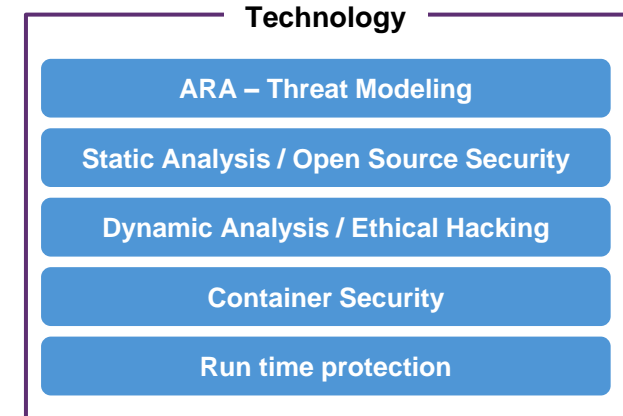 Technology
ARA – Threat Modeling
Static Analysis / Open Source Security
Dynamic Analysis / Ethical Hacking
Container Security
Run time protection